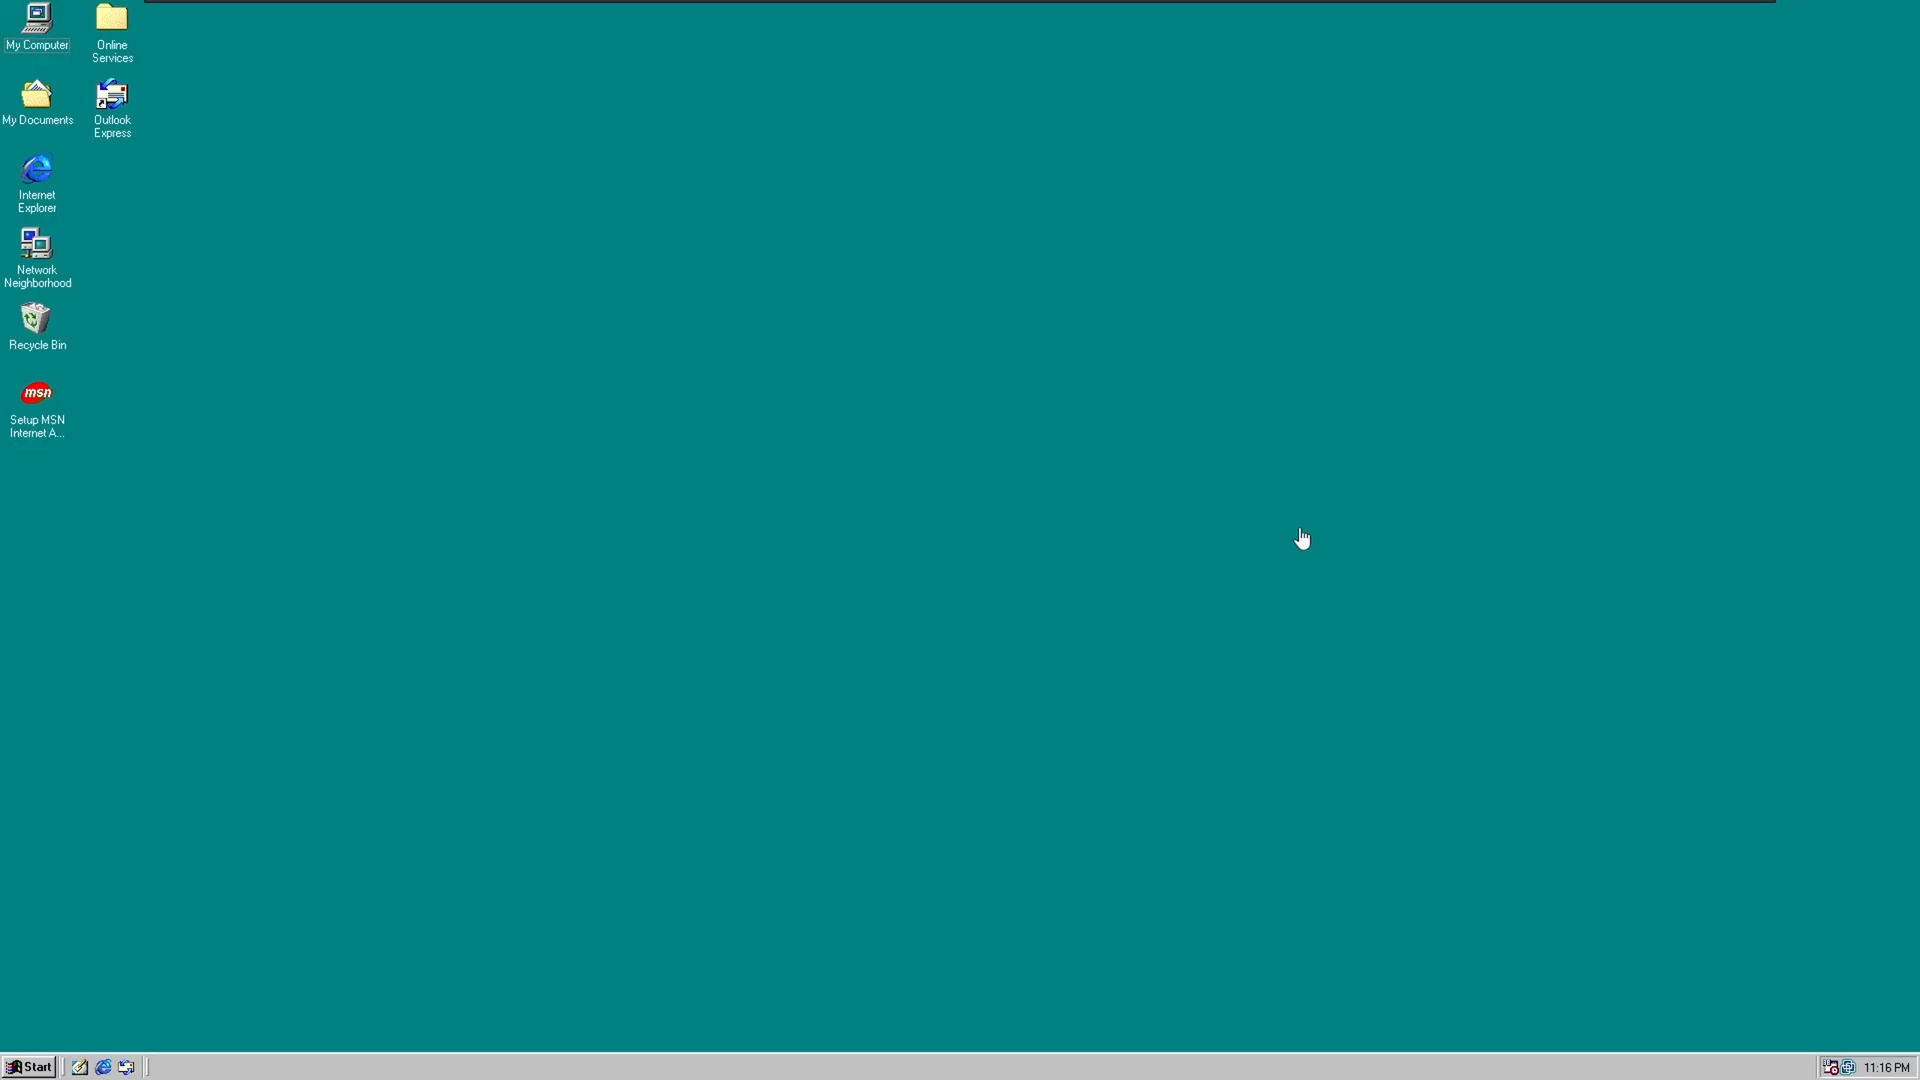 My Computer
Online
Services
My Documents
Outlook
Express
Internet
Explorer
Network
Neighborhood
Recycle Bin
msn
Setup MSN
Internet A...
Start
11:16 PM